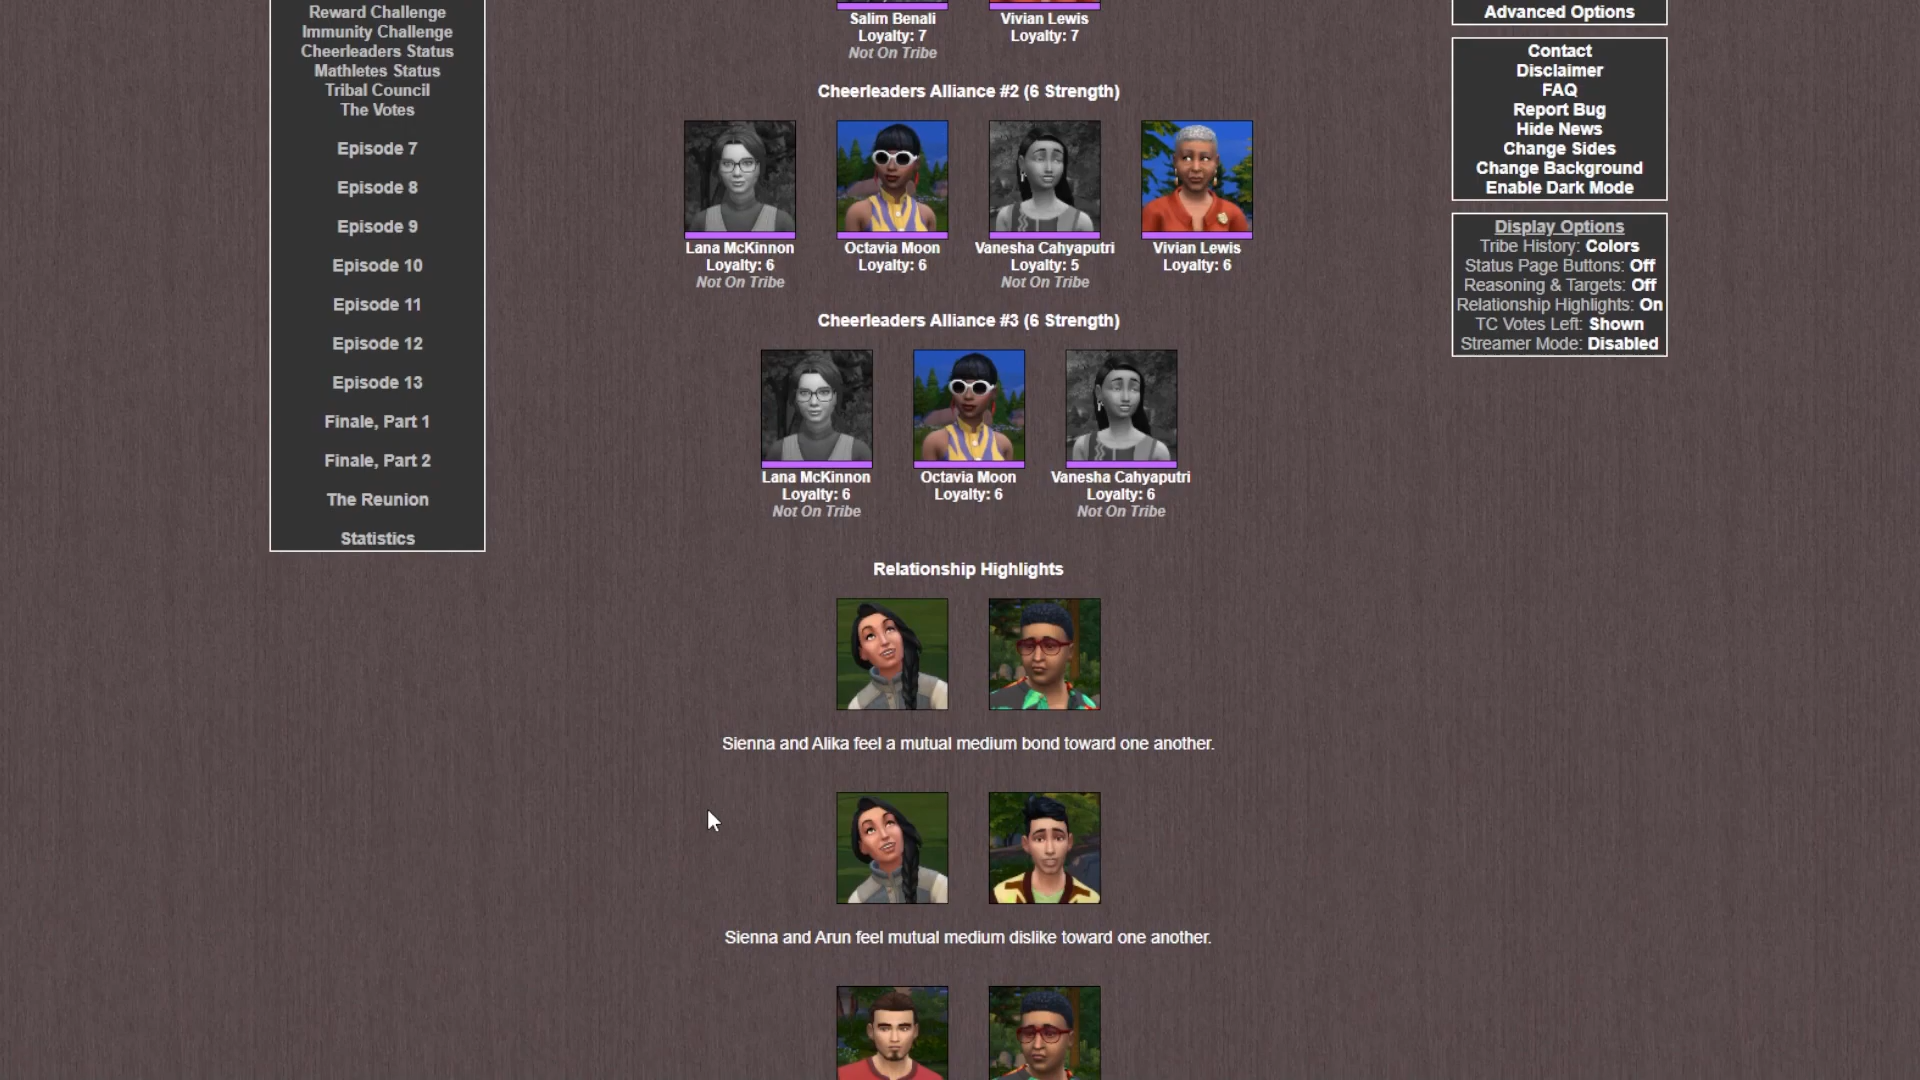 Reward Challenge
Immunity Challenge
Cheerleaders Status
Mathletes Status
Tribal Council
The Votes
Episode 7
Episode 8
Episode 9
Episode 10
Episode 11
Episode 12
Episode 13
Finale, Part 1
Finale, Part 2
The Reunion
Statistics
Salim Benali
Loyalty: 7
Not On Tribe
Vivian Lewis
Loyalty: 7
Cheerleaders Alliance #2 (6 Strength)
Lana McKinnon
Loyalty: 6
Not On Tribe
Octavia Moon
Loyalty: 6
Vanesha Cahyaputri
Loyalty: 5
Not On Tribe
Vivian Lewis
Loyalty: 6
Cheerleaders Alliance #3 (6 Strength)
Lana McKinnon
Loyalty: 6
Not On Tribe
Octavia Moon
Loyalty: 6
Vanesha Cahyaputri
Loyalty: 6
Not On Tribe
Relationship Highlights
Sienna and Alika feel a mutual medium bond toward one another.
Sienna and Arun feel mutual medium dislike toward one another.
Advanced Options
Contact
Disclaimer
FAQ
Report Bug
Hide News
Change Sides
Change Background
Enable Dark Mode
Display Options
Tribe History: Colors
Status Page Buttons: Off
Reasoning & Targets: Off
Relationship Highlights: On
TC Votes Left: Shown
Streamer Mode: Disabled